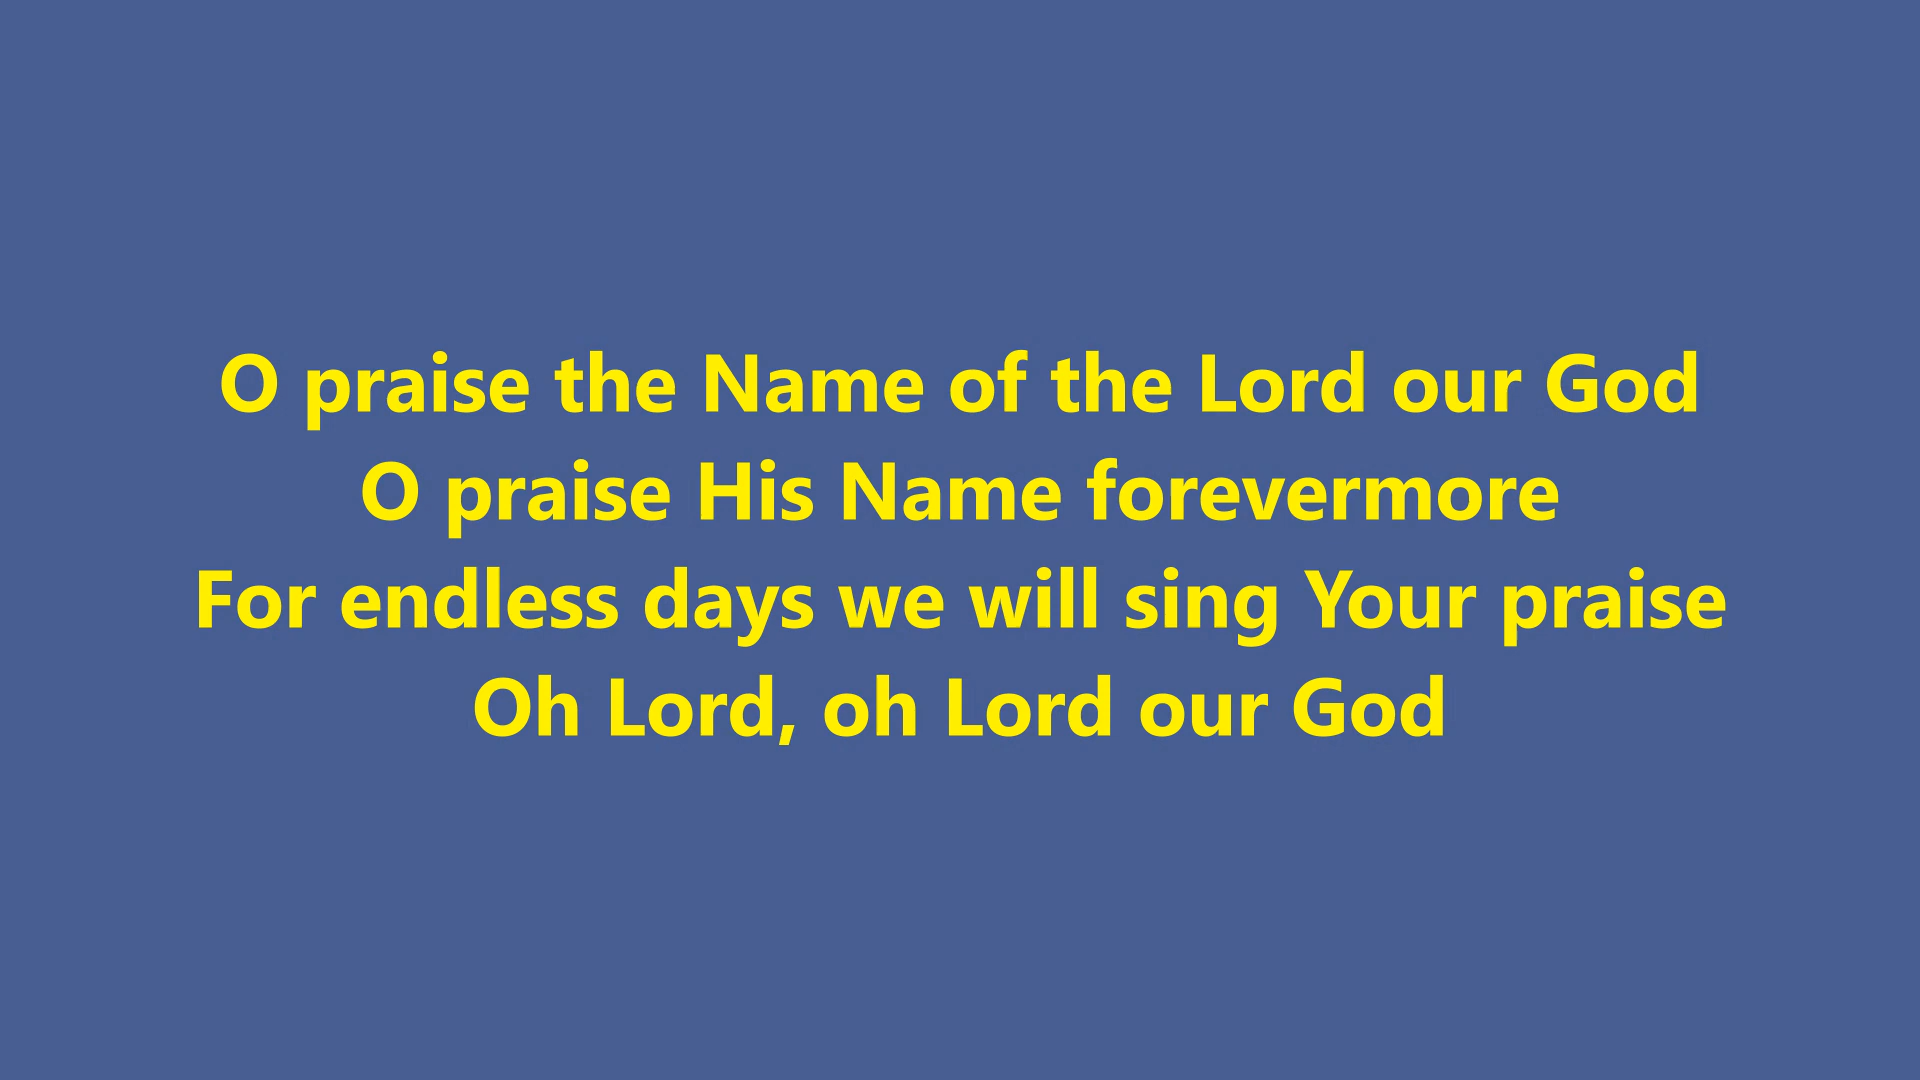 O praise the Name of the Lord our God
O praise His Name forevermore
For endless days we will sing Your praise
Oh Lord, oh Lord our God